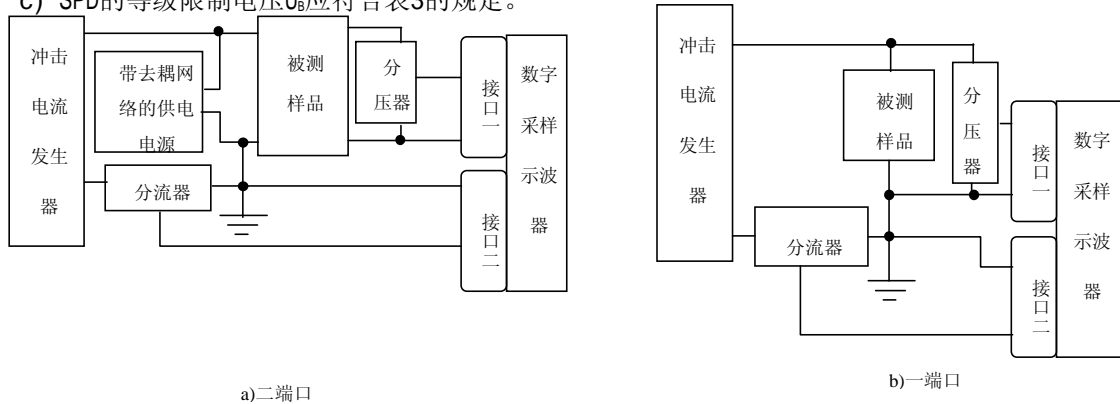 c) SPD的等级限制电压UB应符合表3的规定。
冲击
电流
发生
器
带去耦网
络的供电
电源
分流器
被测
样品
分
压器
接口一
接口二
数字
采样
示波
器
a)二端口
冲击
电流
发生
器
分流器
被测
样品
分
压
器
接口一
接口二
数字
采样
示波
器
b)一端口